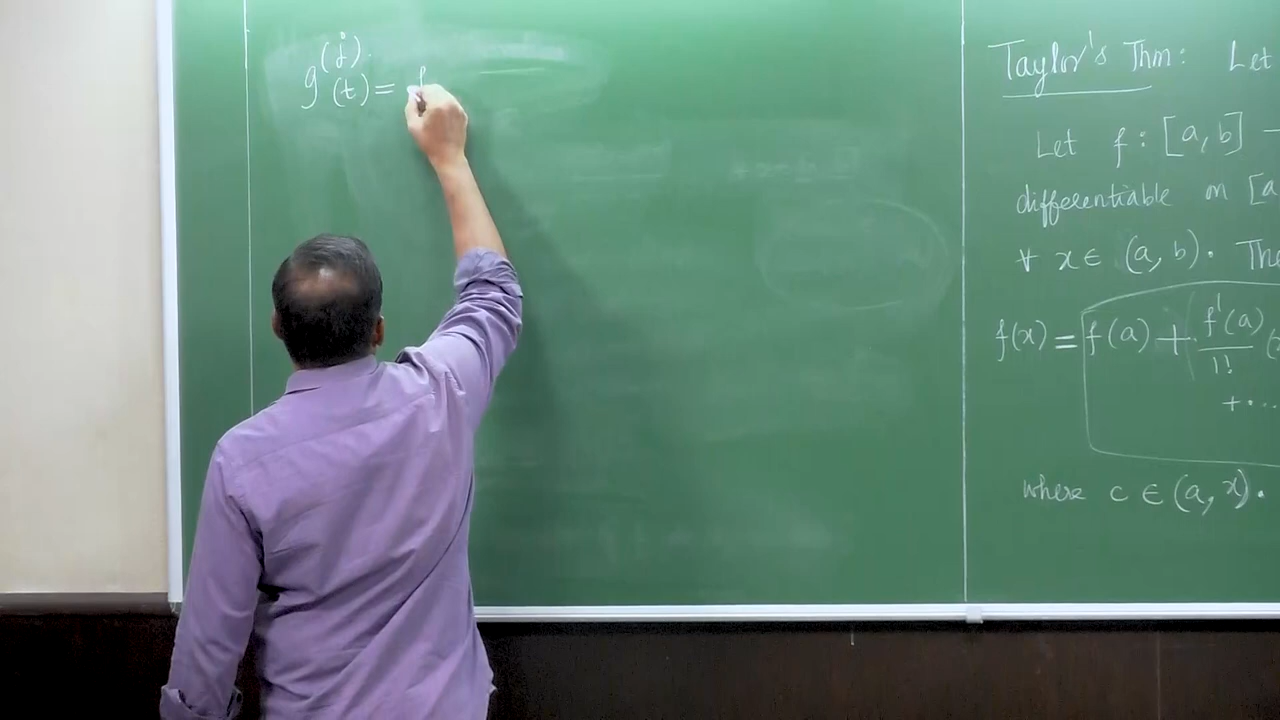 g^{(j)}(t) = f
Taylor's Thm: Let
Let f: [a, b] –
differentiable on [a
∀ x ∈ (a, b). The
f(x) = f(a) + f'(a)/1! (
+ ...
where c ∈ (a, x).